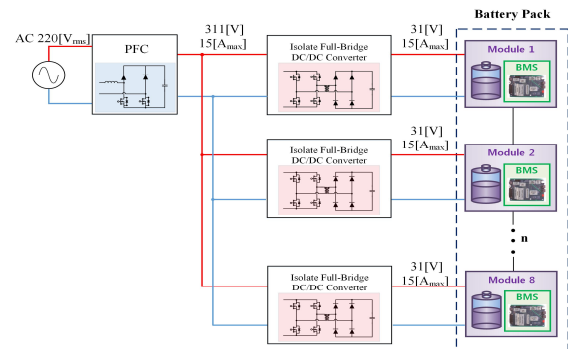 Battery Pack
AC 220[Vrms]
PFC
311[V]
15[Amax]
Isolate Full-Bridge
DC/DC Converter
31[V]
15[Amax]
Module 1
BMS
Isolate Full-Bridge
DC/DC Converter
31[V]
15[Amax]
Module 2
BMS
n
Isolate Full-Bridge
DC/DC Converter
31[V]
15[Amax]
Module 8
BMS